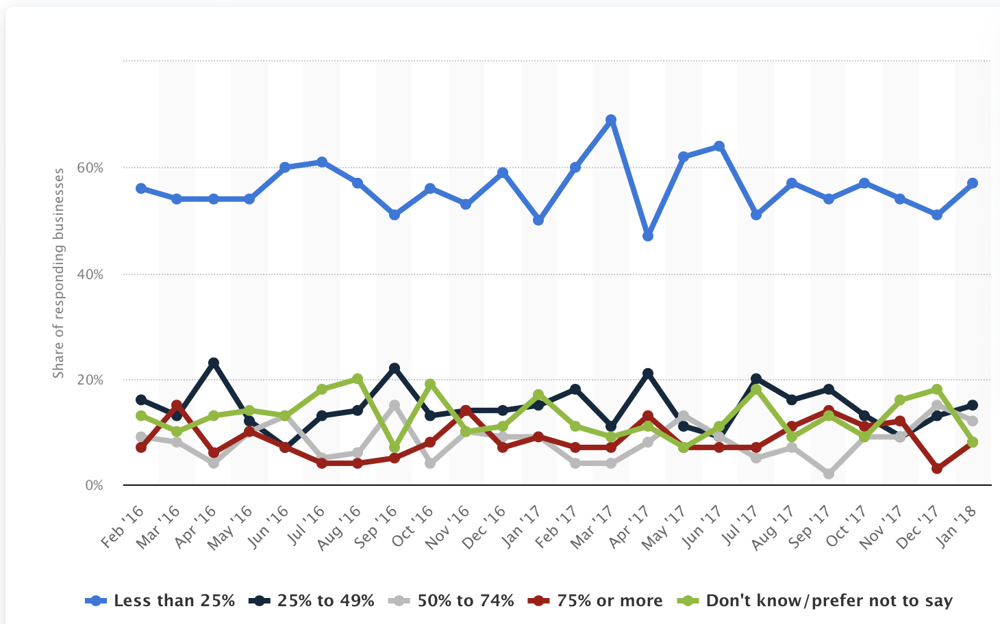 60%
40%
20%
0%
Share of responding businesses
Feb '16
Mar '16
Apr '16
May '16
Jun '16
Jul '16
Aug '16
Sep '16
Oct '16
Nov '16
Dec '16
Jan '17
Feb '17
Mar '17
Apr '17
May '17
Jun '17
Jul '17
Aug '17
Sep '17
Oct '17
Nov '17
Dec '17
Jan '18
Less than 25% 25% to 49% 50% to 74% 75% or more Don't know/prefer not to say